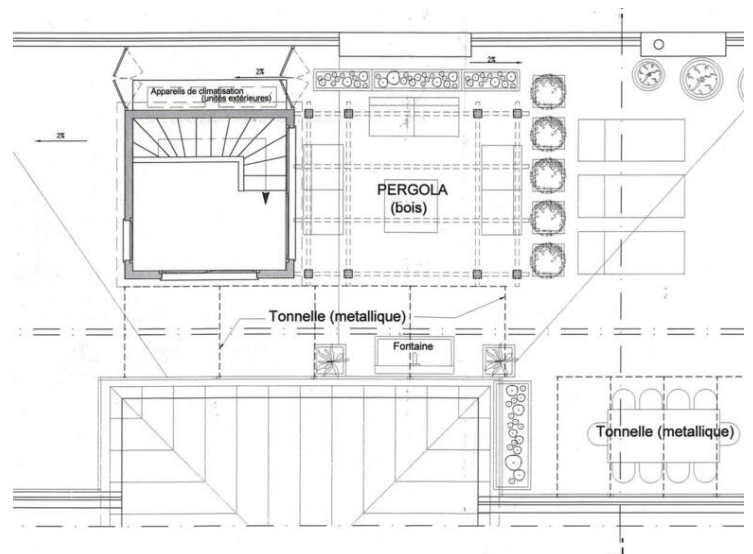 2%
2%
Appareils de climatisation
(unités extérieures)
2%
PERGOLA
(bois)
Tonnelle (metallique)
Fontaine
Tonnelle (metallique)